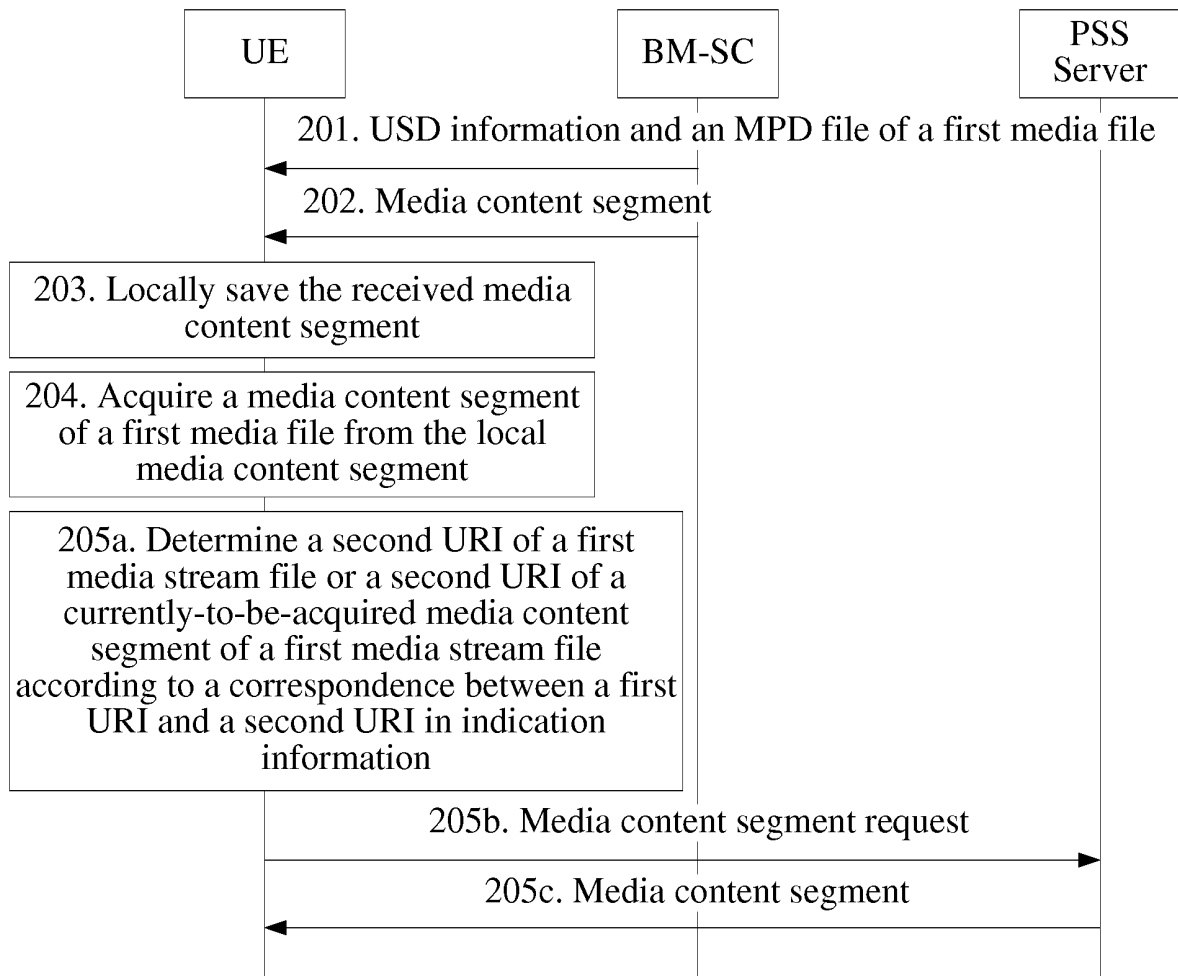 UE
BM-SC
PSS
Server
201. USD information and an MPD file of a first media file
202. Media content segment
203. Locally save the received media
content segment
204. Acquire a media content segment
of a first media file from the local
media content segment
205a. Determine a second URI of a first
media stream file or a second URI of a
currently-to-be-acquired media content
segment of a first media stream file
according to a correspondence between a first
URI and a second URI in indication
information
205b. Media content segment request
205c. Media content segment